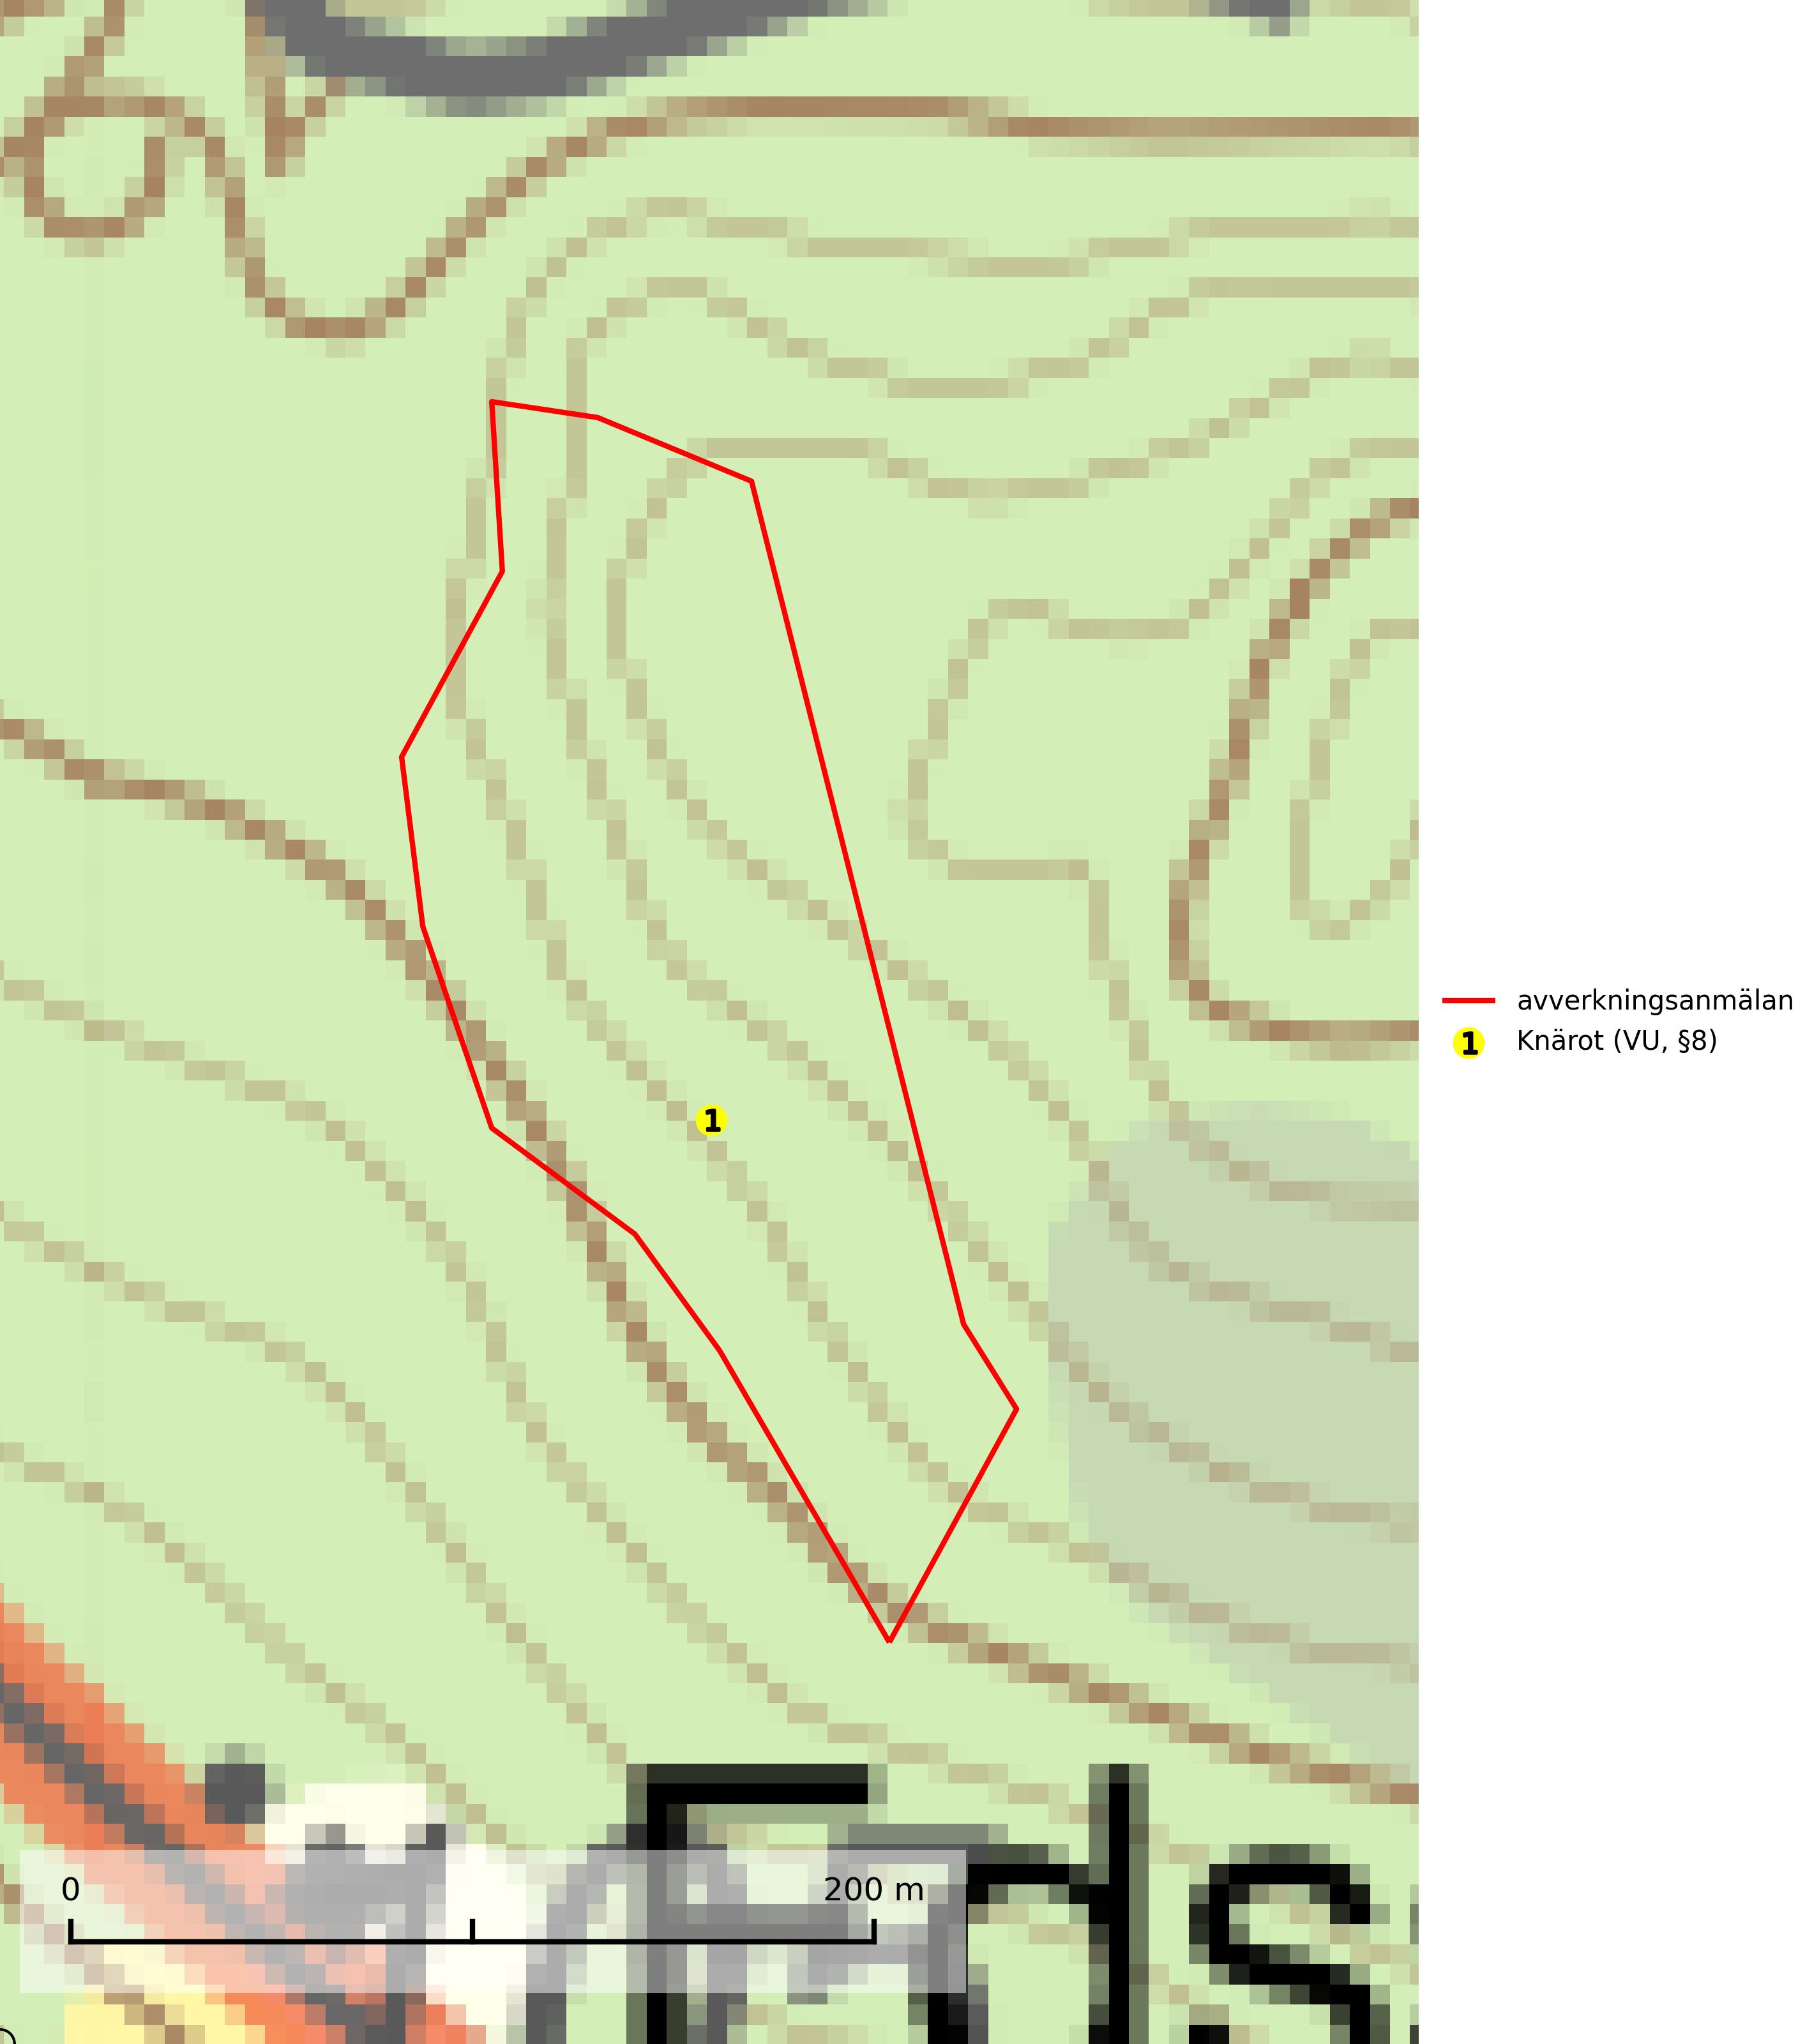 avverkningsanmälan
1 Knärot (VU, §8)
1
0 200 m